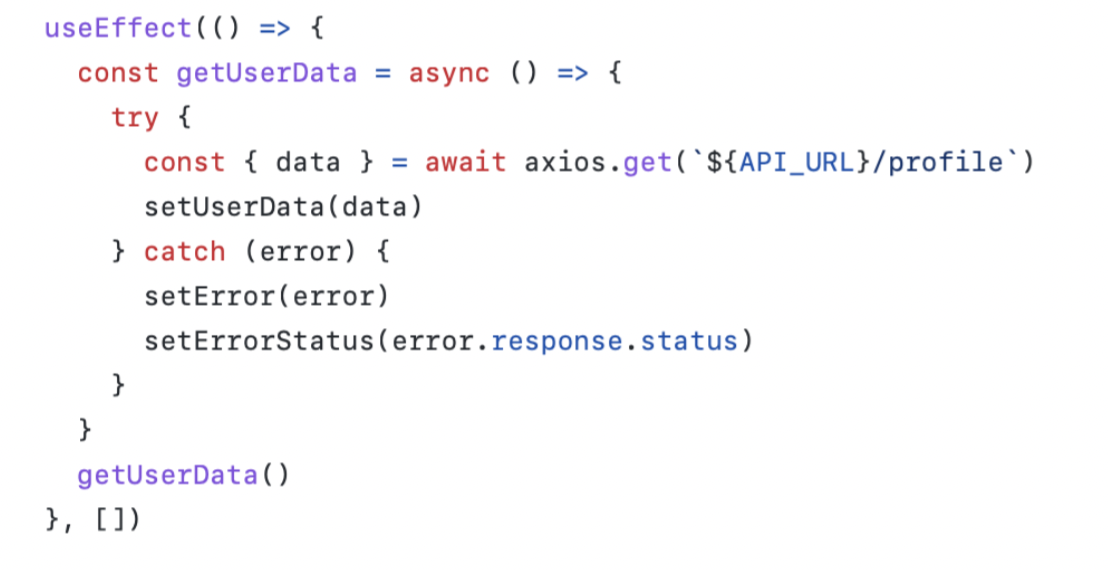 useEffect(() => {
  const getUserData = async () => {
    try {
      const { data } = await axios.get(`${API_URL}/profile`)
      setUserData(data)
    } catch (error) {
      setError(error)
      setErrorStatus(error.response.status)
    }
  }
  getUserData()
}, [])